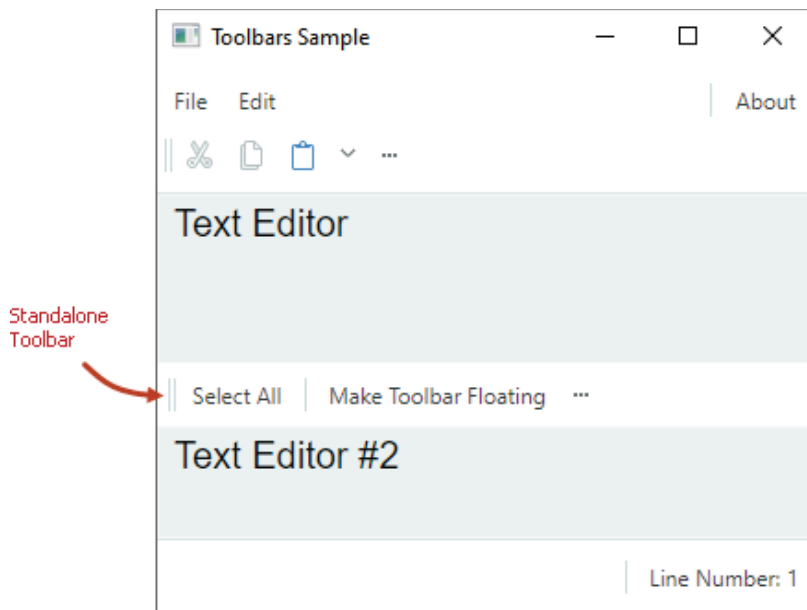 Toolbars Sample
File Edit About
Text Editor
Standalone
Toolbar
Select All Make Toolbar Floating
Text Editor #2
Line Number: 1